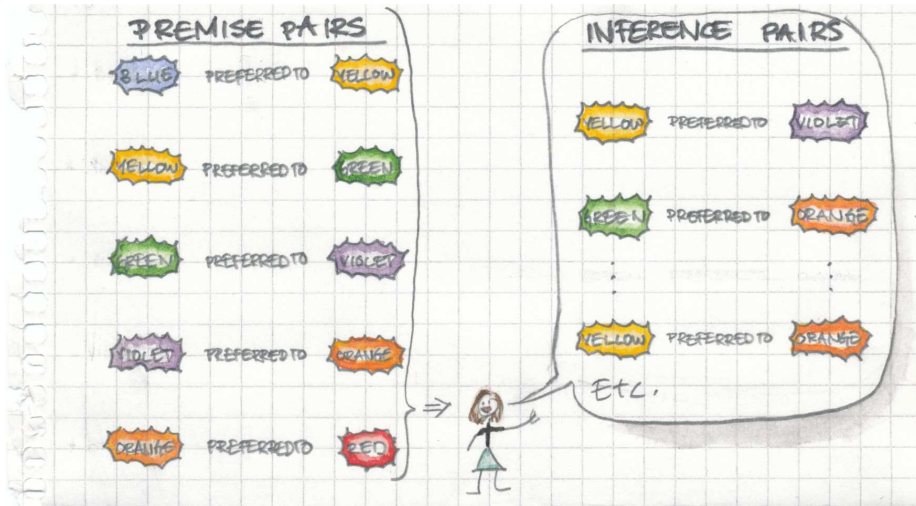 PREMISE PAIRS
BLUE PREFERRED TO YELLOW
YELLOW PREFERRED TO GREEN
GREEN PREFERRED TO VIOLET
VIOLET PREFERRED TO ORANGE
ORANGE PREFERRED TO RED
INFERENCE PAIRS
YELLOW PREFERRED TO VIOLET
GREEN PREFERRED TO ORANGE
YELLOW PREFERRED TO ORANGE
Etc.